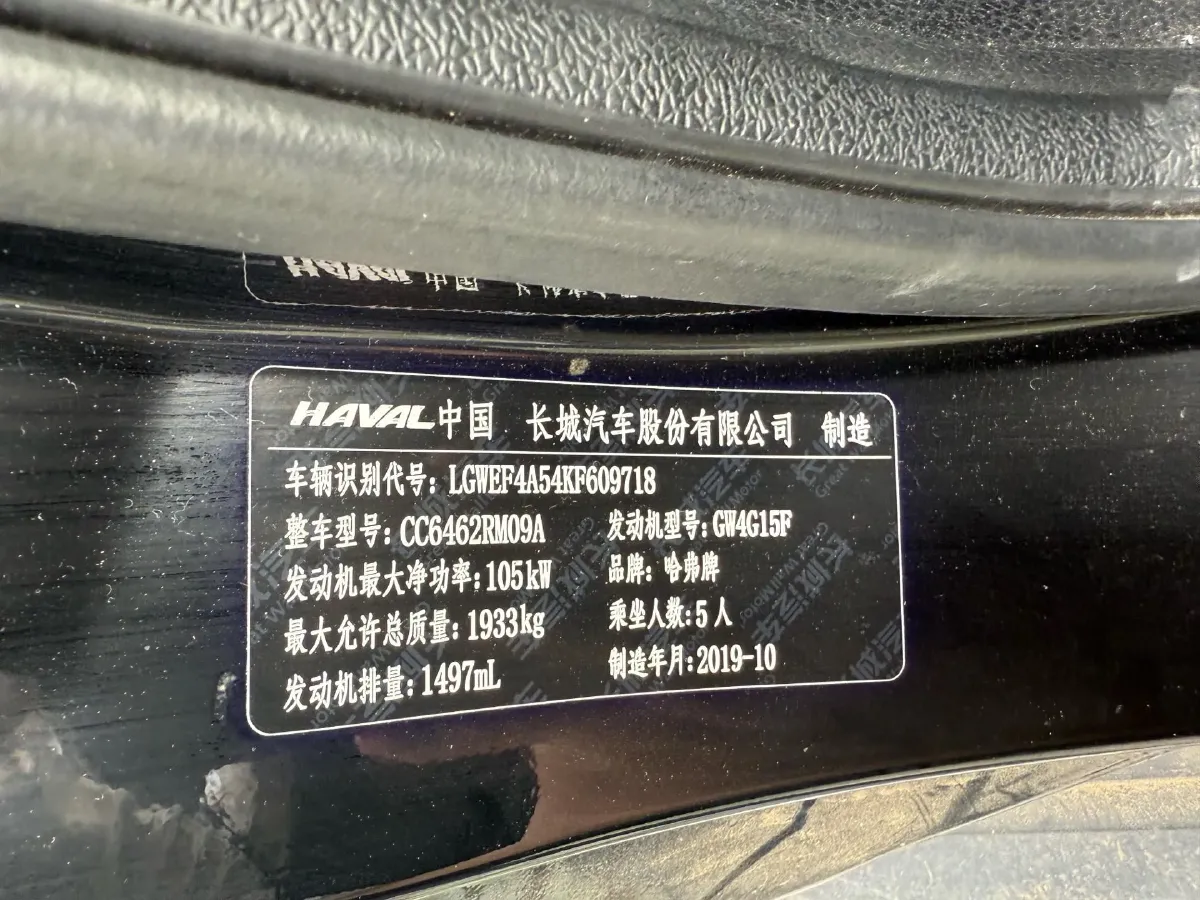 HAVAL 中国
HAVAL中国 长城汽车股份有限公司 制造
车辆识别代号: LGWEF4A54KF609718
整车型号: CC6462RM09A 发动机型号: GW4G15F
发动机最大净功率: 105kW 品牌: 哈弗牌
最大允许总质量: 1933kg 乘坐人数: 5人
发动机排量: 1497mL 制造年月: 2019-10